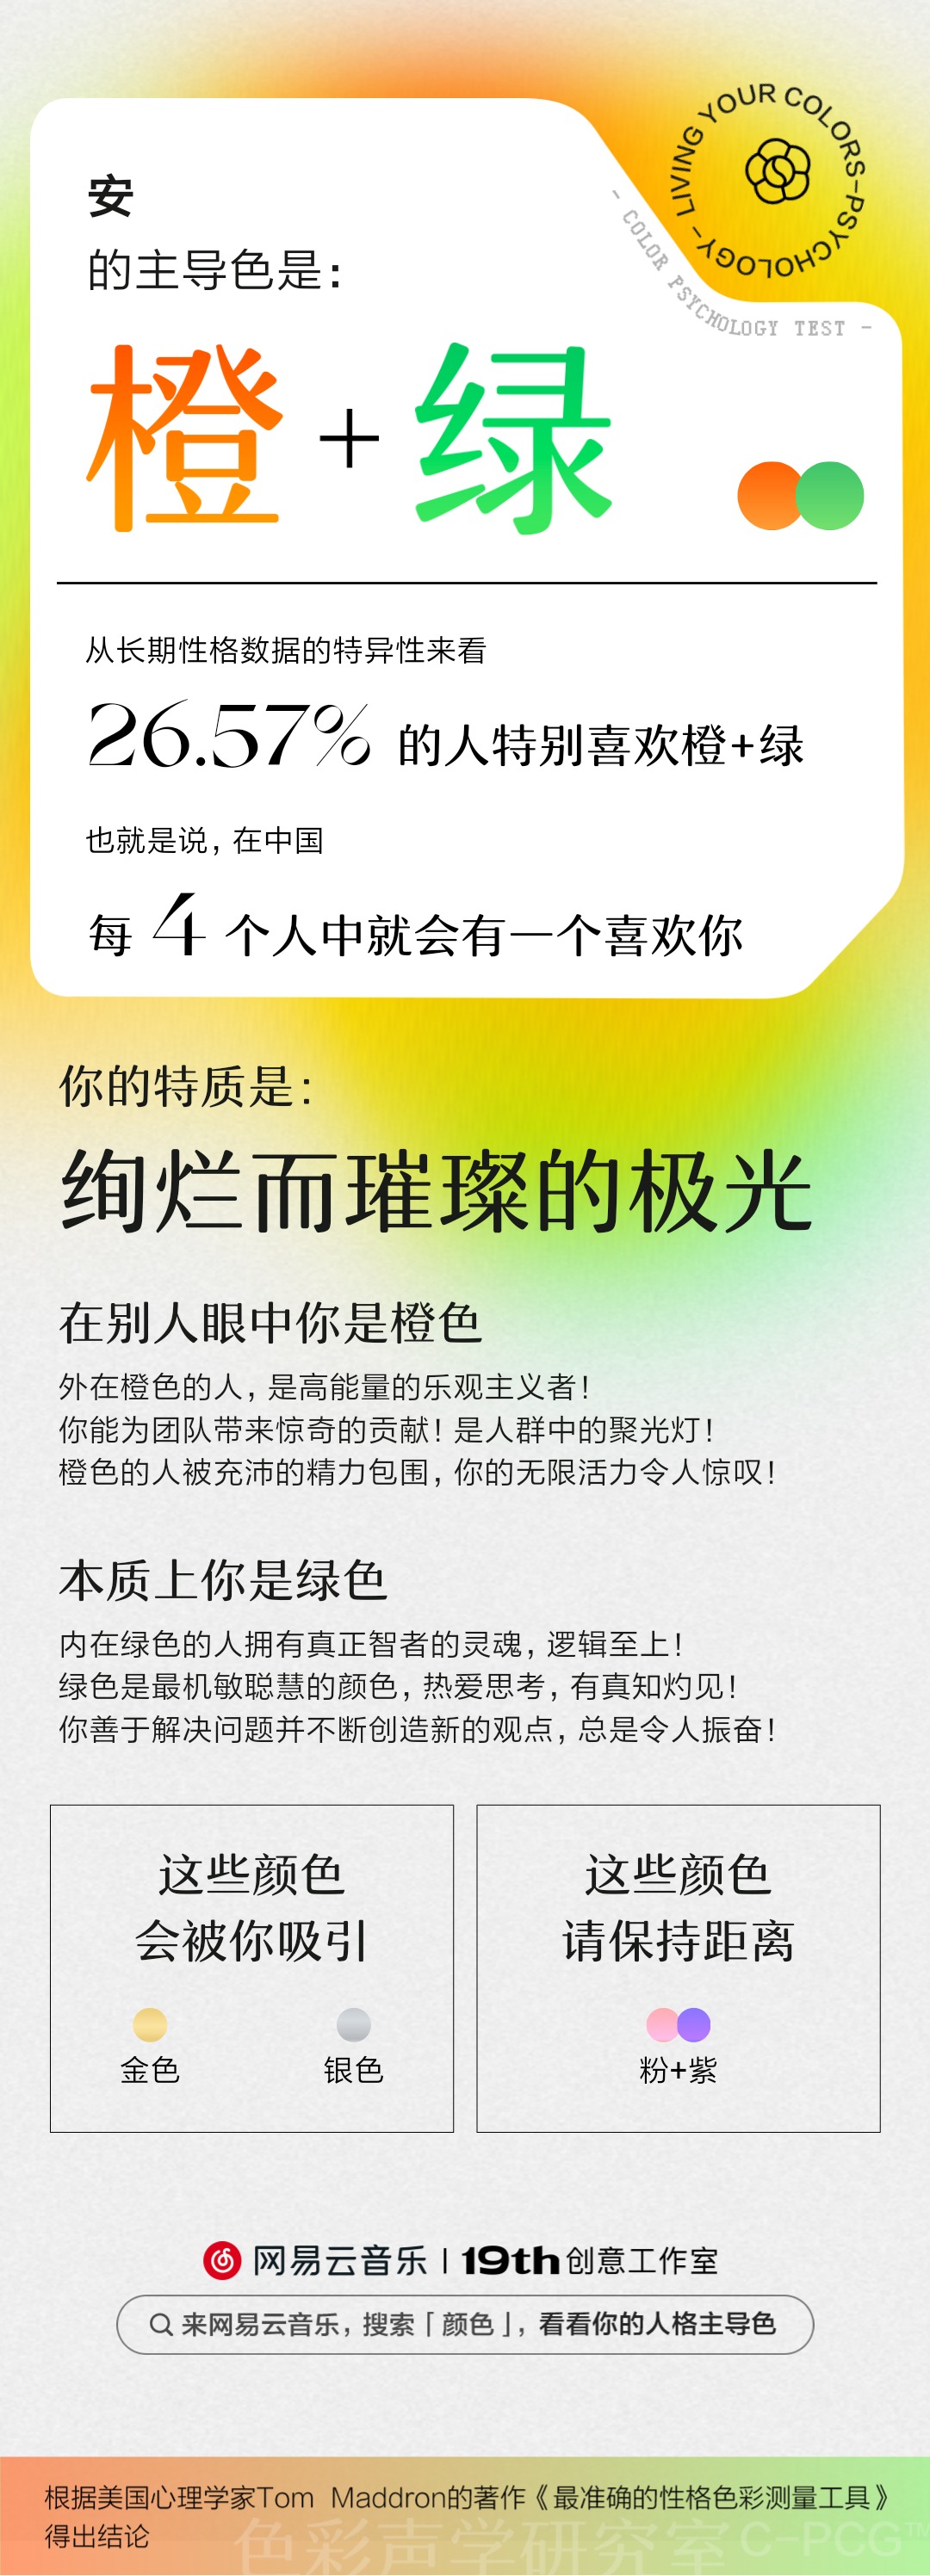 LIVING YOUR COLORS-PSYCHOLOGY -
- COLOR PSYCHOLOGY TEST -
安
的主导色是:
橙+绿
从长期性格数据的特异性来看
26.57% 的人特别喜欢橙+绿
也就是说, 在中国
每 4 个人中就会有一个喜欢你
你的特质是:
绚烂而璀璨的极光
在别人眼中你是橙色
外在橙色的人, 是高能量的乐观主义者!
你能为团队带来惊奇的贡献! 是人群中的聚光灯!
橙色的人被充沛的精力包围, 你的无限活力令人惊叹!
本质上你是绿色
内在绿色的人拥有真正智者的灵魂, 逻辑至上!
绿色是最机敏聪慧的颜色, 热爱思考, 有真知灼见!
你善于解决问题并不断创造新的观点, 总是令人振奋!
这些颜色
会被你吸引
金色
银色
这些颜色
请保持距离
粉+紫
网易云音乐 | 19th创意工作室
来网易云音乐, 搜索「颜色」, 看看你的人格主导色
根据美国心理学家Tom Maddron的著作《最准确的性格色彩测量工具》
得出结论
色彩声学研究室© PCG™